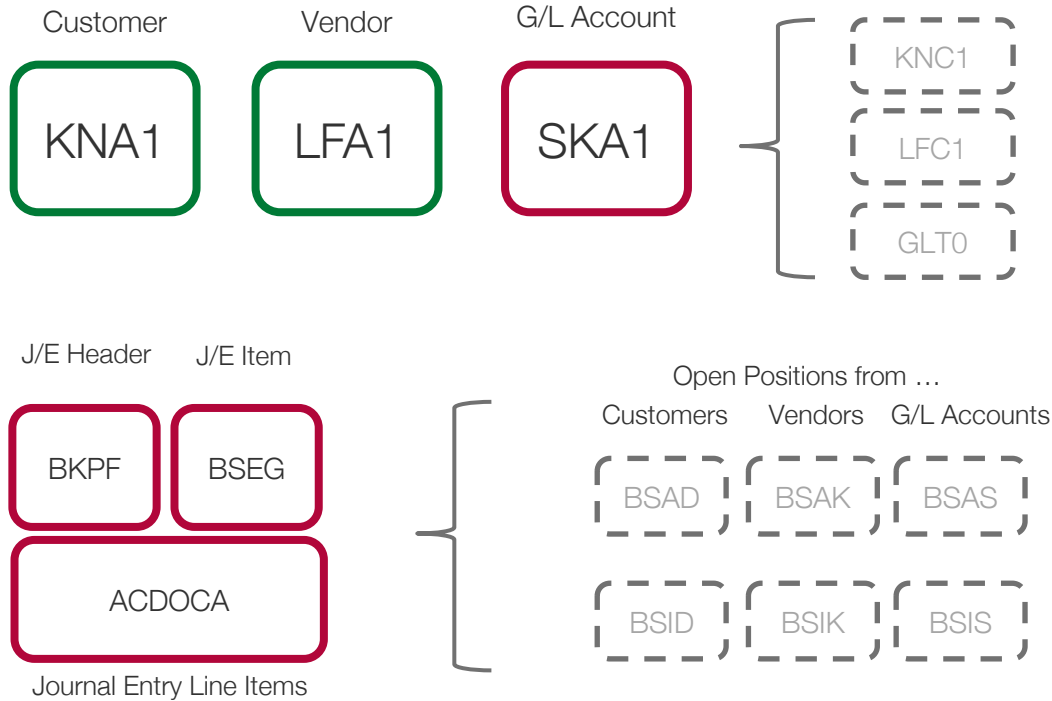 Customer
Vendor
G/L Account
KNA1
LFA1
SKA1
KNC1
LFC1
GLT0
J/E Header
J/E Item
BKPF
BSEG
ACDOCA
Journal Entry Line Items
Open Positions from …
Customers
Vendors
G/L Accounts
BSAD
BSAK
BSAS
BSID
BSIK
BSIS